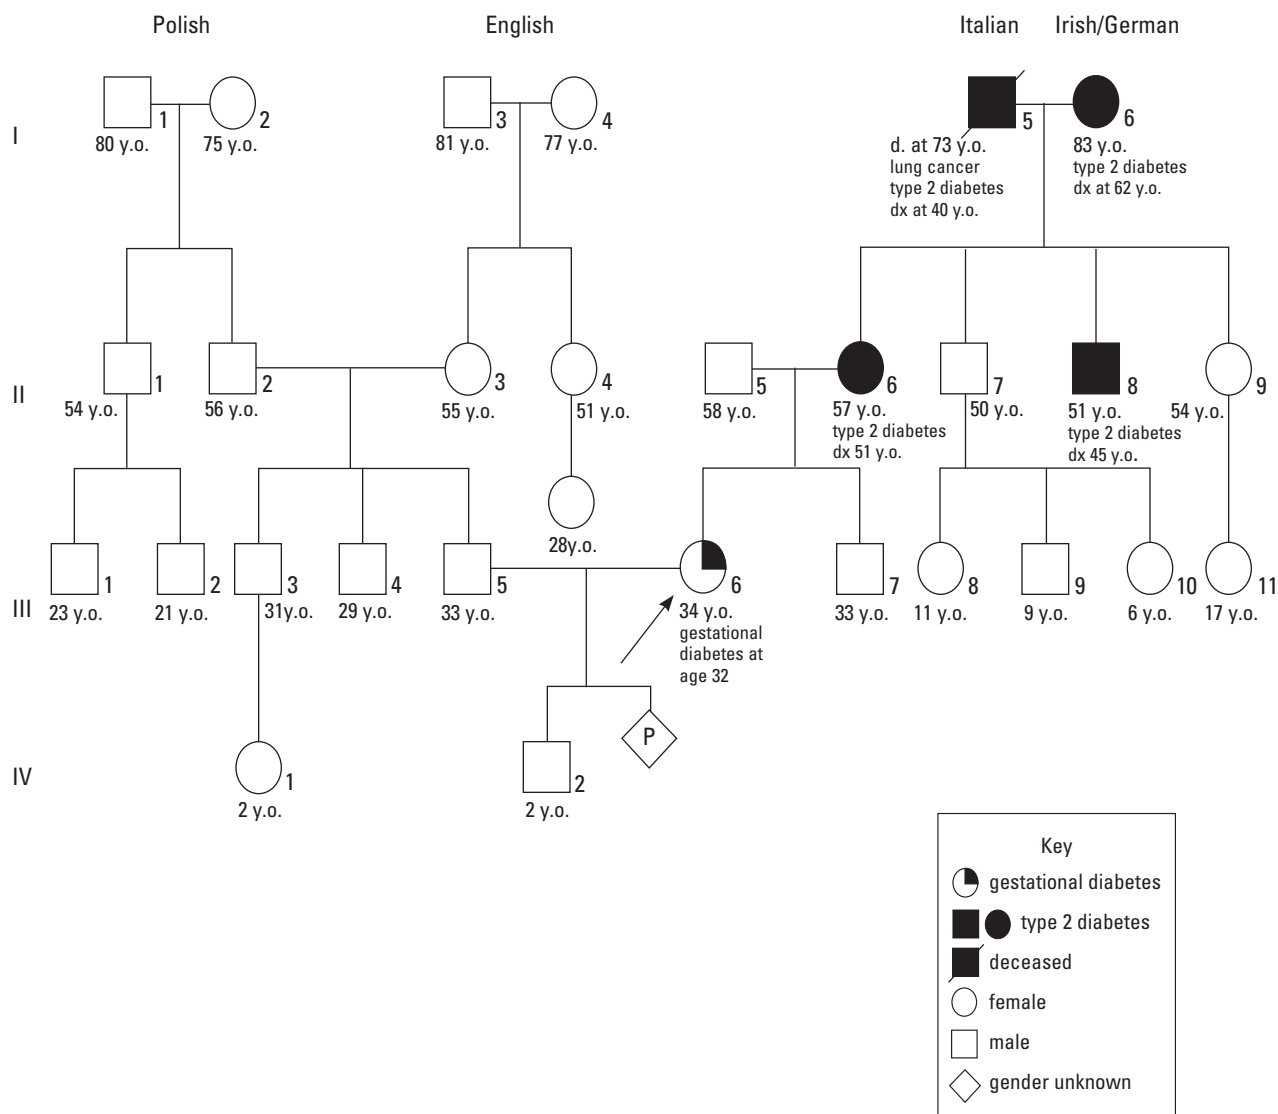 Polish
English
Italian
Irish/German
I
1
80 y.o.
2
75 y.o.
3
81 y.o.
4
77 y.o.
5
d. at 73 y.o.
lung cancer
type 2 diabetes
dx at 40 y.o.
6
83 y.o.
type 2 diabetes
dx at 62 y.o.
II
1
54 y.o.
2
56 y.o.
3
55 y.o.
4
51 y.o.
5
58 y.o.
6
57 y.o.
type 2 diabetes
dx 51 y.o.
7
50 y.o.
8
51 y.o.
type 2 diabetes
dx 45 y.o.
9
54 y.o.
28y.o.
III
1
23 y.o.
2
21 y.o.
3
31y.o.
4
29 y.o.
5
33 y.o.
6
34 y.o.
gestational
diabetes at
age 32
7
33 y.o.
8
11 y.o.
9
9 y.o.
10
6 y.o.
11
17 y.o.
IV
1
2 y.o.
2
2 y.o.
P
Key
gestational diabetes
type 2 diabetes
deceased
female
male
gender unknown